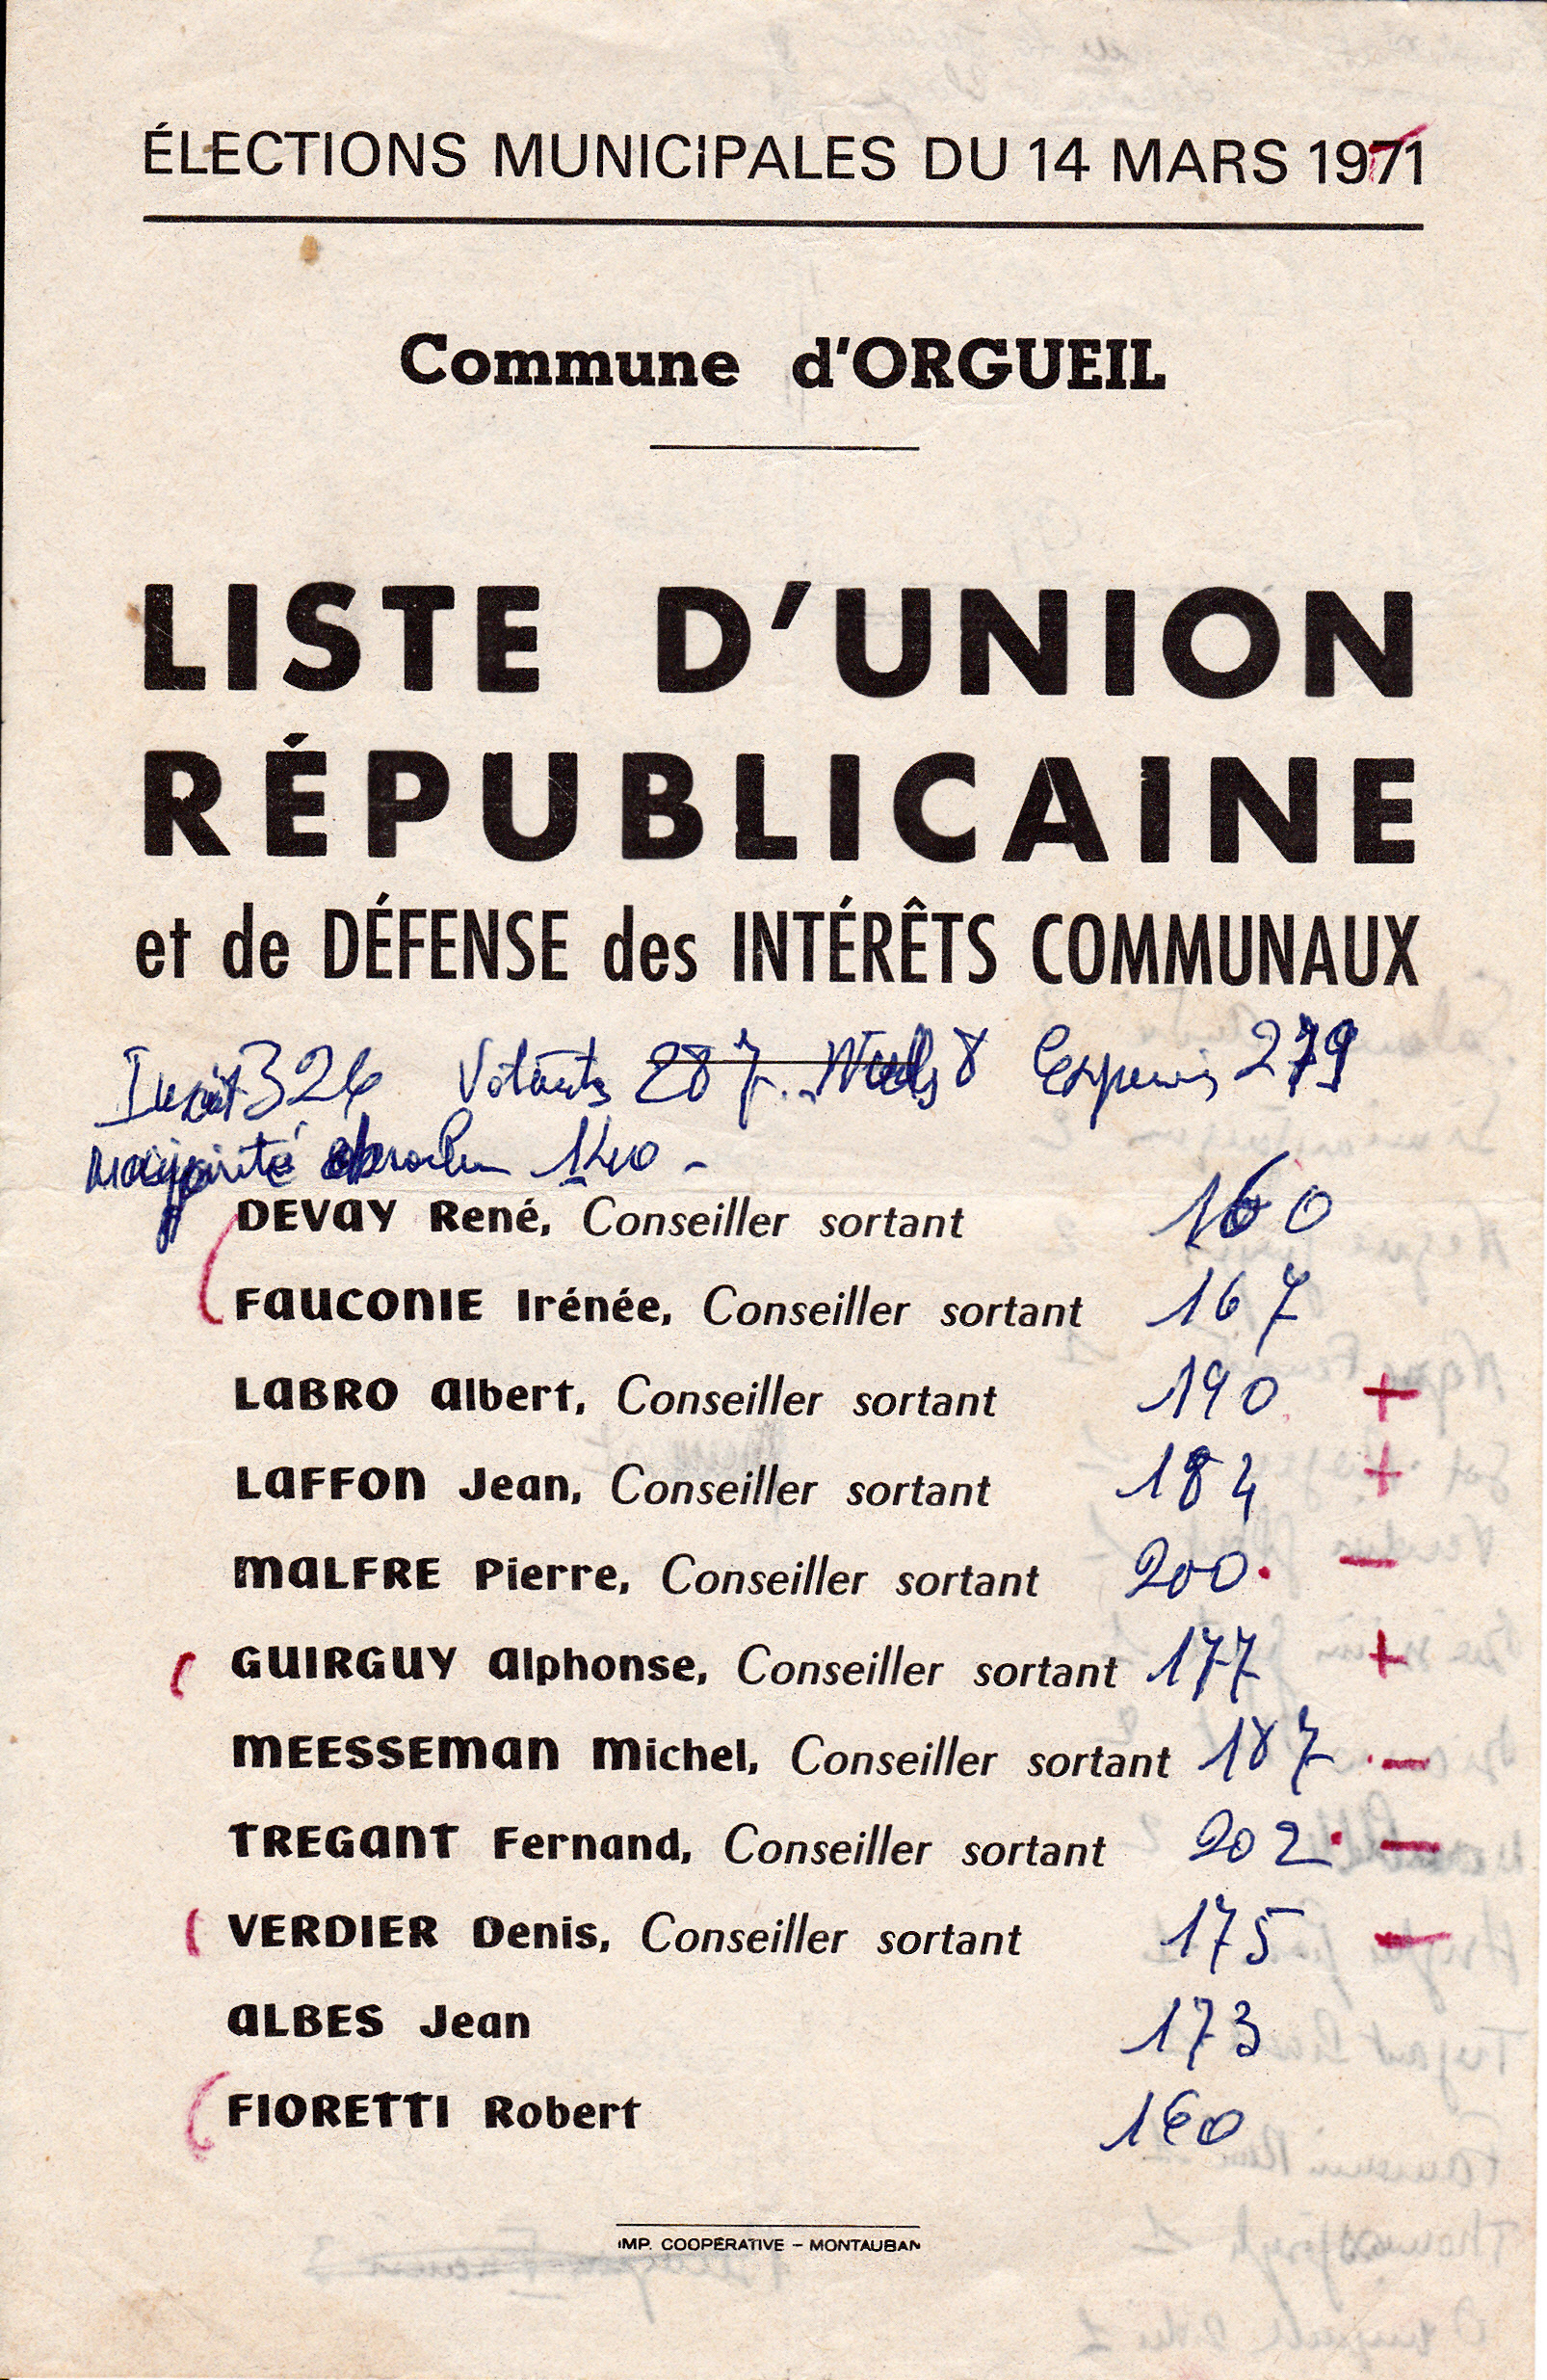 ÉLECTIONS MUNICIPALES DU 14 MARS 1971
Commune d'ORGUEIL
LISTE D'UNION
RÉPUBLICAINE
et de DÉFENSE des INTÉRÊTS COMMUNAUX
Inscrit 326 Votants 287 Nuls 8 Exprimés 279
majorité absolue 140 -
DEVAY René, Conseiller sortant 160
FAUCONIE Irénée, Conseiller sortant 167
LABRO Albert, Conseiller sortant 190 +
LAFFON Jean, Conseiller sortant 184 +
MALFRE Pierre, Conseiller sortant 200. -
GUIRGUY Alphonse, Conseiller sortant 177 +
MEESSEMAN Michel, Conseiller sortant 187 . -
TREGANT Fernand, Conseiller sortant 202. -
VERDIER Denis, Conseiller sortant 175 -
ALBES Jean 173
FIORETTI Robert 160
IMP. COOPÉRATIVE - MONTAUBAN